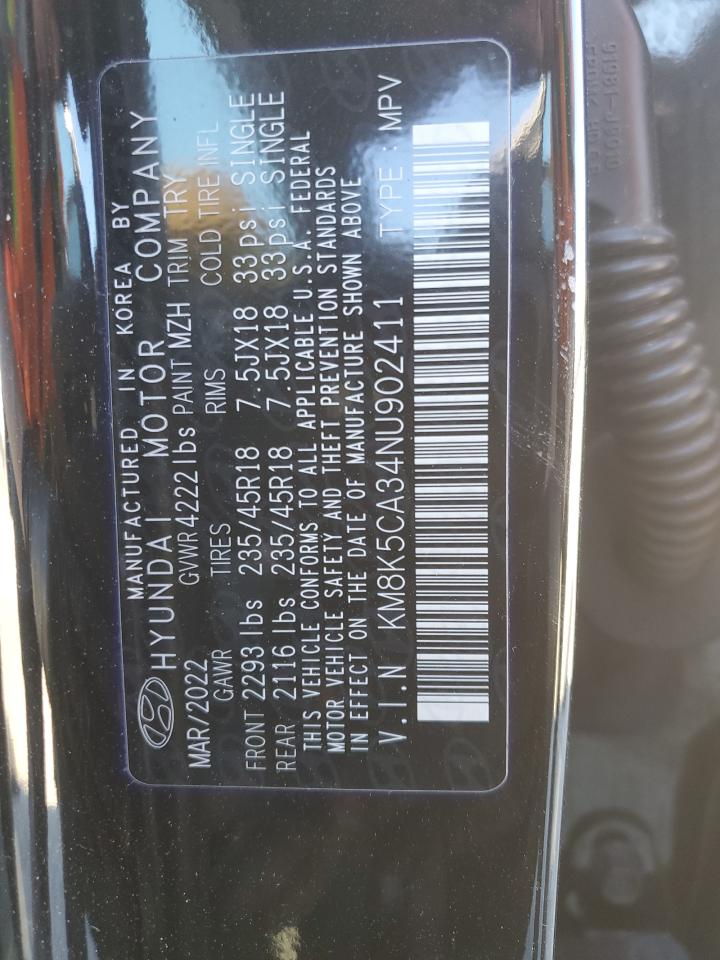 MANUFACTURED IN KOREA BY
HYUNDAI MOTOR COMPANY
GVWR 4222 lbs PAINT MZH TRIM TRY
MAR/2022
GAWR TIRES RIMS COLD TIRE INFL
FRONT 2293 lbs 235/45R18 7.5JX18 33psi SINGLE
REAR 2116 lbs 235/45R18 7.5JX18 33psi SINGLE
THIS VEHICLE CONFORMS TO ALL APPLICABLE U.S.A. FEDERAL
MOTOR VEHICLE SAFETY AND THEFT PREVENTION STANDARDS
IN EFFECT ON THE DATE OF MANUFACTURE SHOWN ABOVE
V.I.N KM8K5CA34NU902411 TYPE : MPV